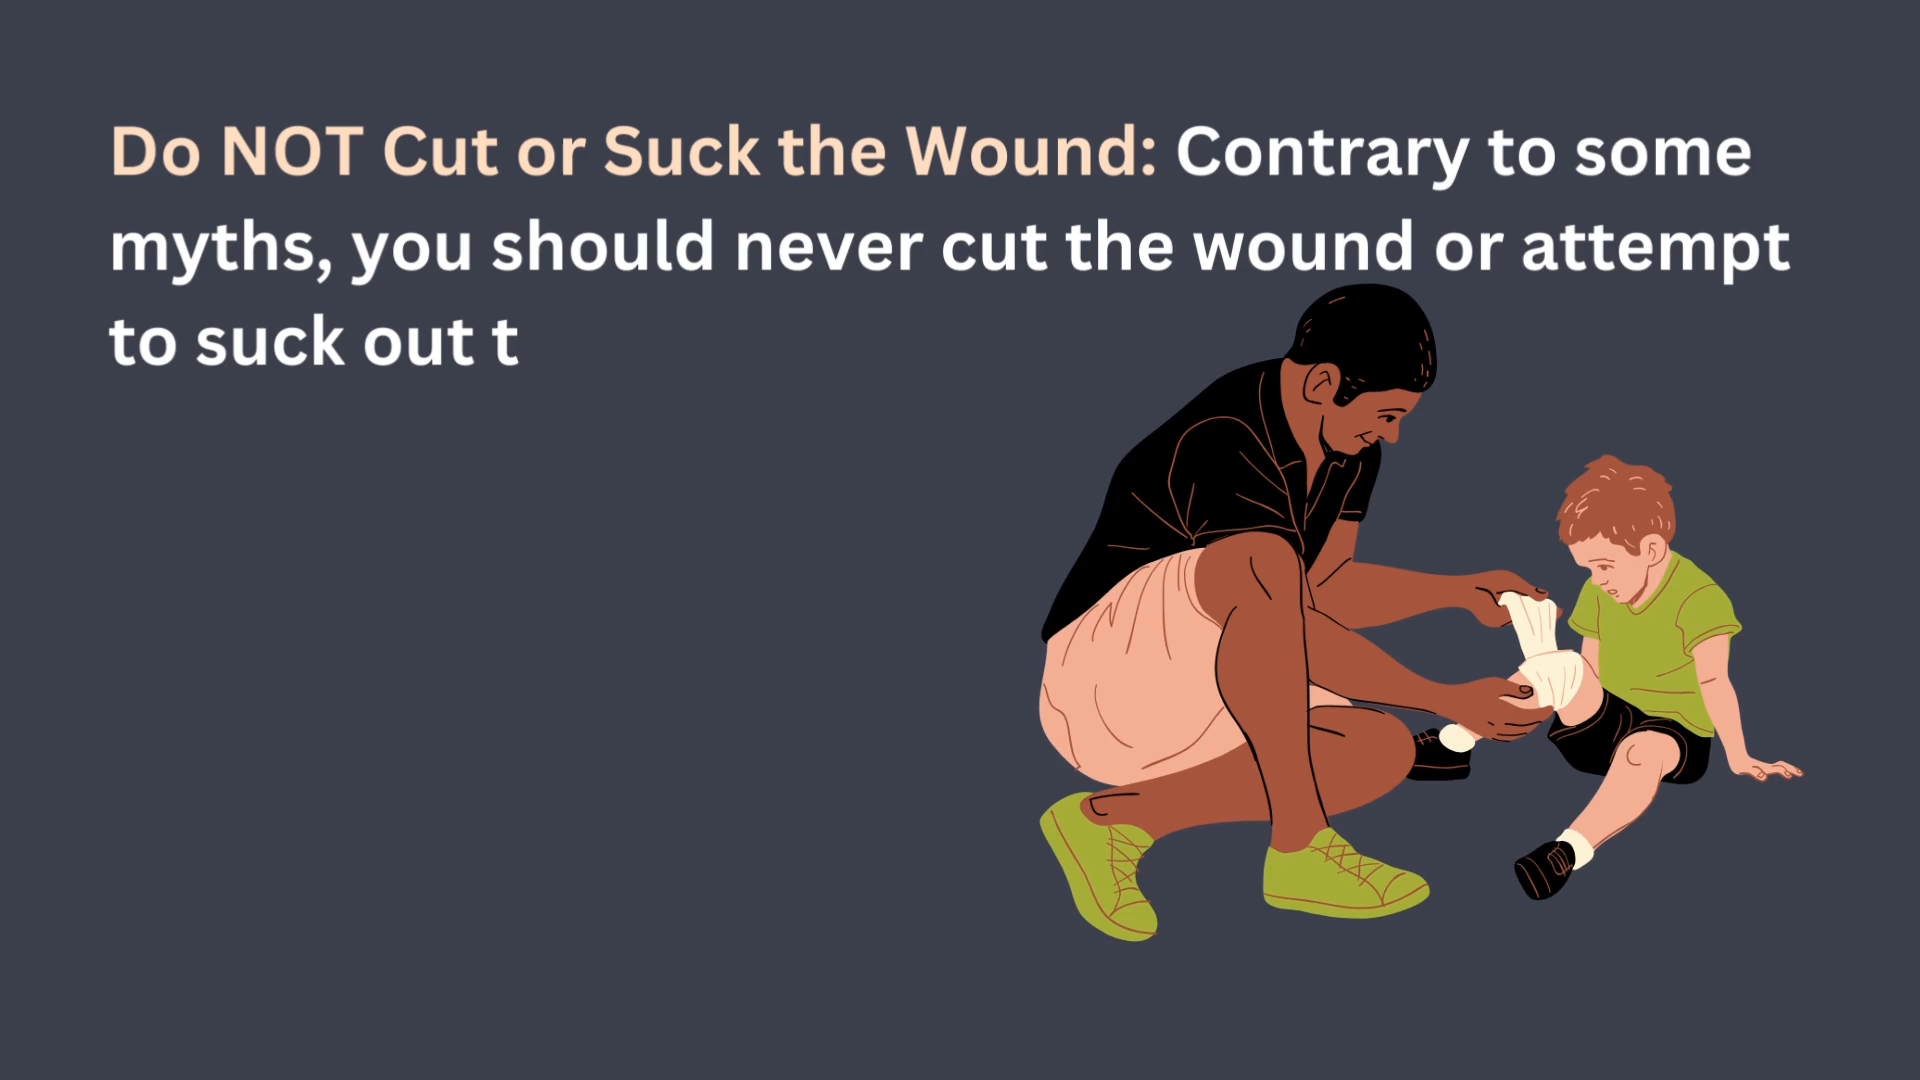 Do NOT Cut or Suck the Wound: Contrary to some
myths, you should never cut the wound or attempt
to suck out t